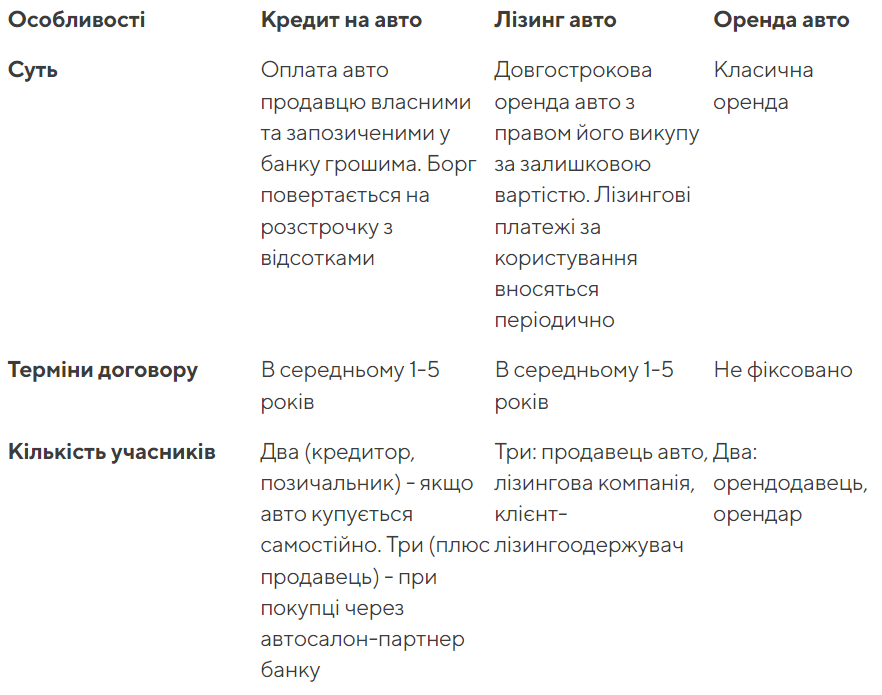 Особливості Кредит на авто Лізинг авто Оренда авто
Суть Оплата авто Довгострокова Класична
продавцю власними оренда авто з оренда
та запозиченими у правом його викупу
банку грошима. Борг за залишковою
повертається на вартістю. Лізингові
розстрочку з платежі за
відсотками користування
вносяться
періодично
Терміни договору В середньому 1-5 В середньому 1-5 Не фіксовано
років років
Кількість учасників Два (кредитор, Три: продавець авто, Два:
позичальник) - якщо лізингова компанія, орендодавець,
авто купується клієнт- орендар
самостійно. Три (плюс лізингоодержувач
продавець) - при
покупці через
автосалон-партнер
банку